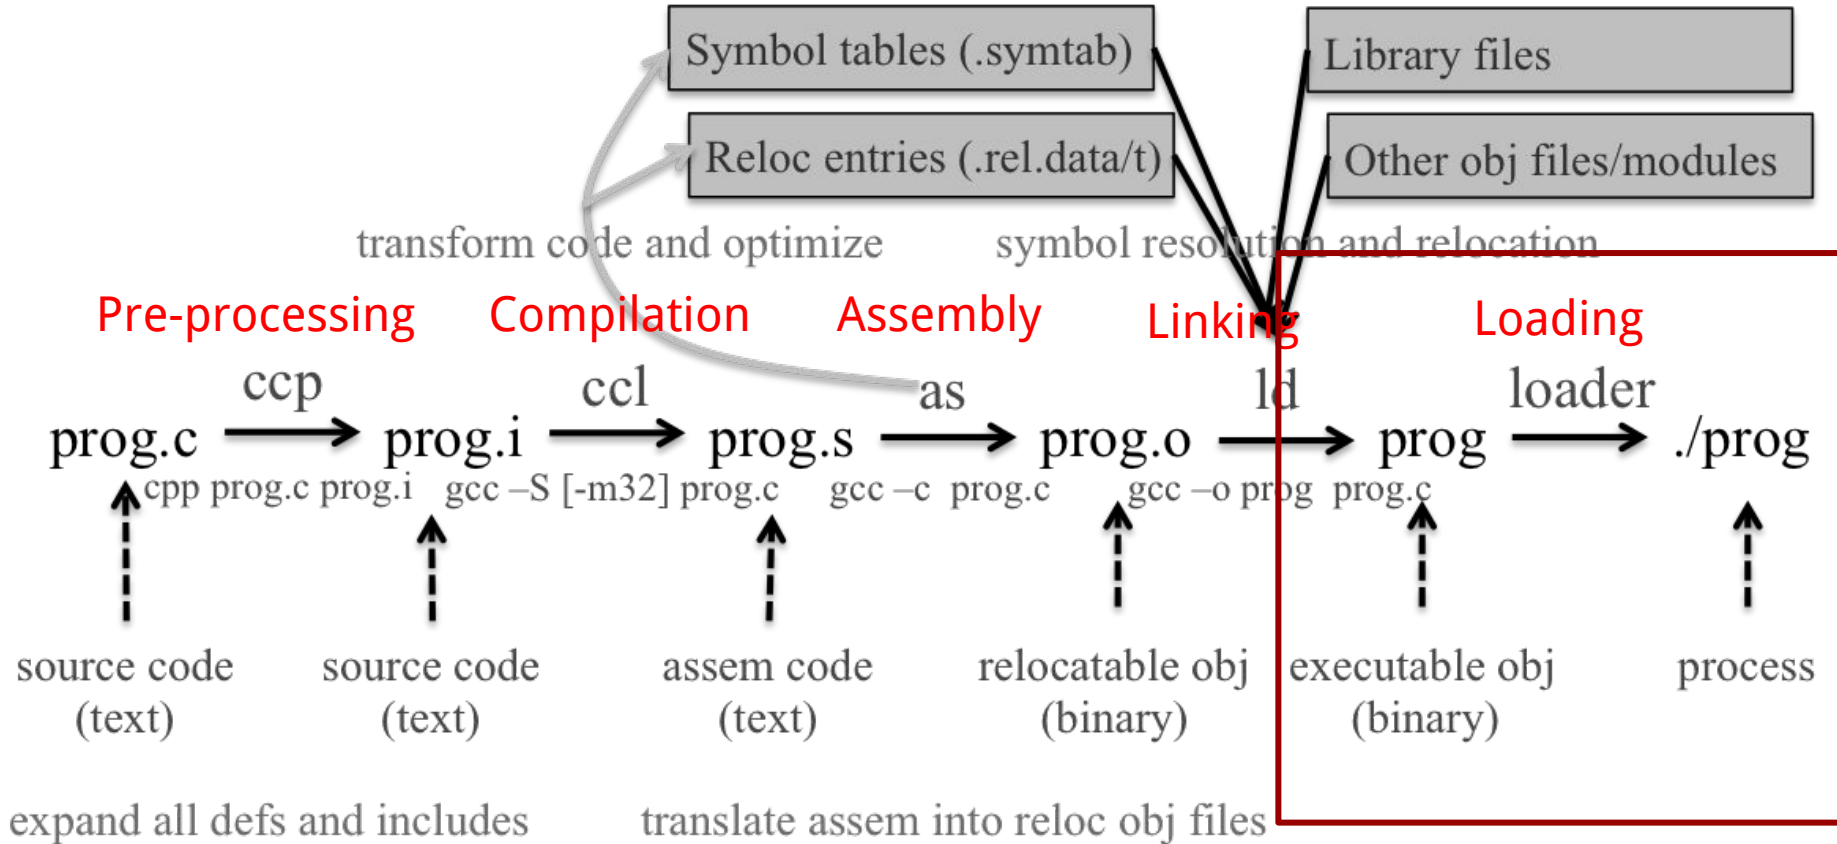 Symbol tables (.symtab)
Library files
Reloc entries (.rel.data/t)
Other obj files/modules
transform code and optimize
symbol resolution and relocation
Pre-processing
Compilation
Assembly
Linking
Loading
ccp
ccl
as
ld
loader
prog.c
prog.i
prog.s
prog.o
prog
./prog
cpp prog.c prog.i
gcc –S [-m32] prog.c
gcc –c prog.c
gcc –o prog prog.c
source code
(text)
source code
(text)
assem code
(text)
relocatable obj
(binary)
executable obj
(binary)
process
expand all defs and includes
translate assem into reloc obj files